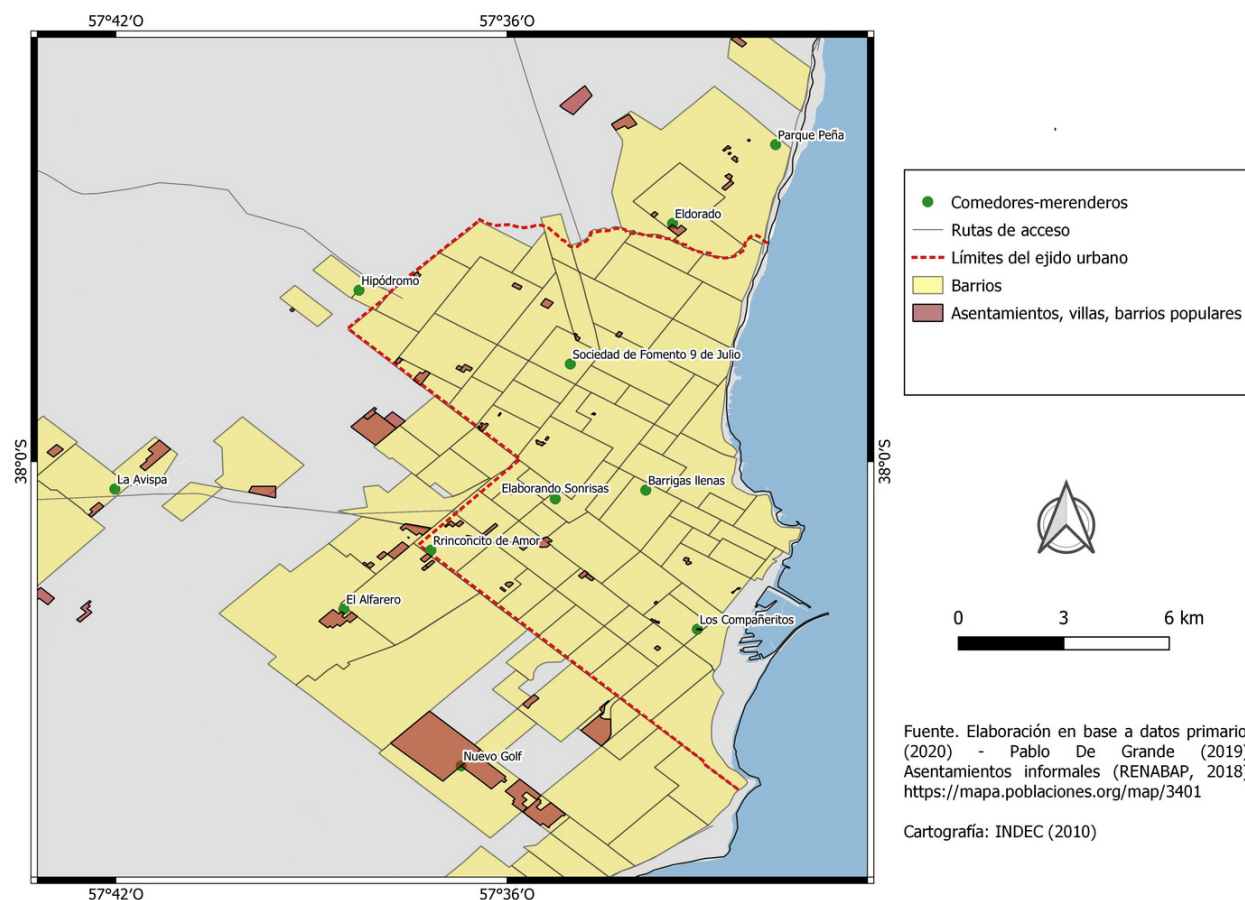 57°42'O
57°36'O
Parque Peña
Eldorado
Hipódromo
Sociedad de Fomento 9 de Julio
38°0'S
38°0'S
La Avispa
Elaborando Sonrisas
Barrigas llenas
Rrinconcito de Amor
El Alfarero
Los Compañeritos
Nuevo Golf
57°42'O
57°36'O
Comedores-merenderos
Rutas de acceso
Límites del ejido urbano
Barrios
Asentamientos, villas, barrios populares
0
3
6 km
Fuente. Elaboración en base a datos primario
(2020) - Pablo De Grande (2019)
Asentamientos informales (RENABAP, 2018)
https://mapa.poblaciones.org/map/3401
Cartografía: INDEC (2010)